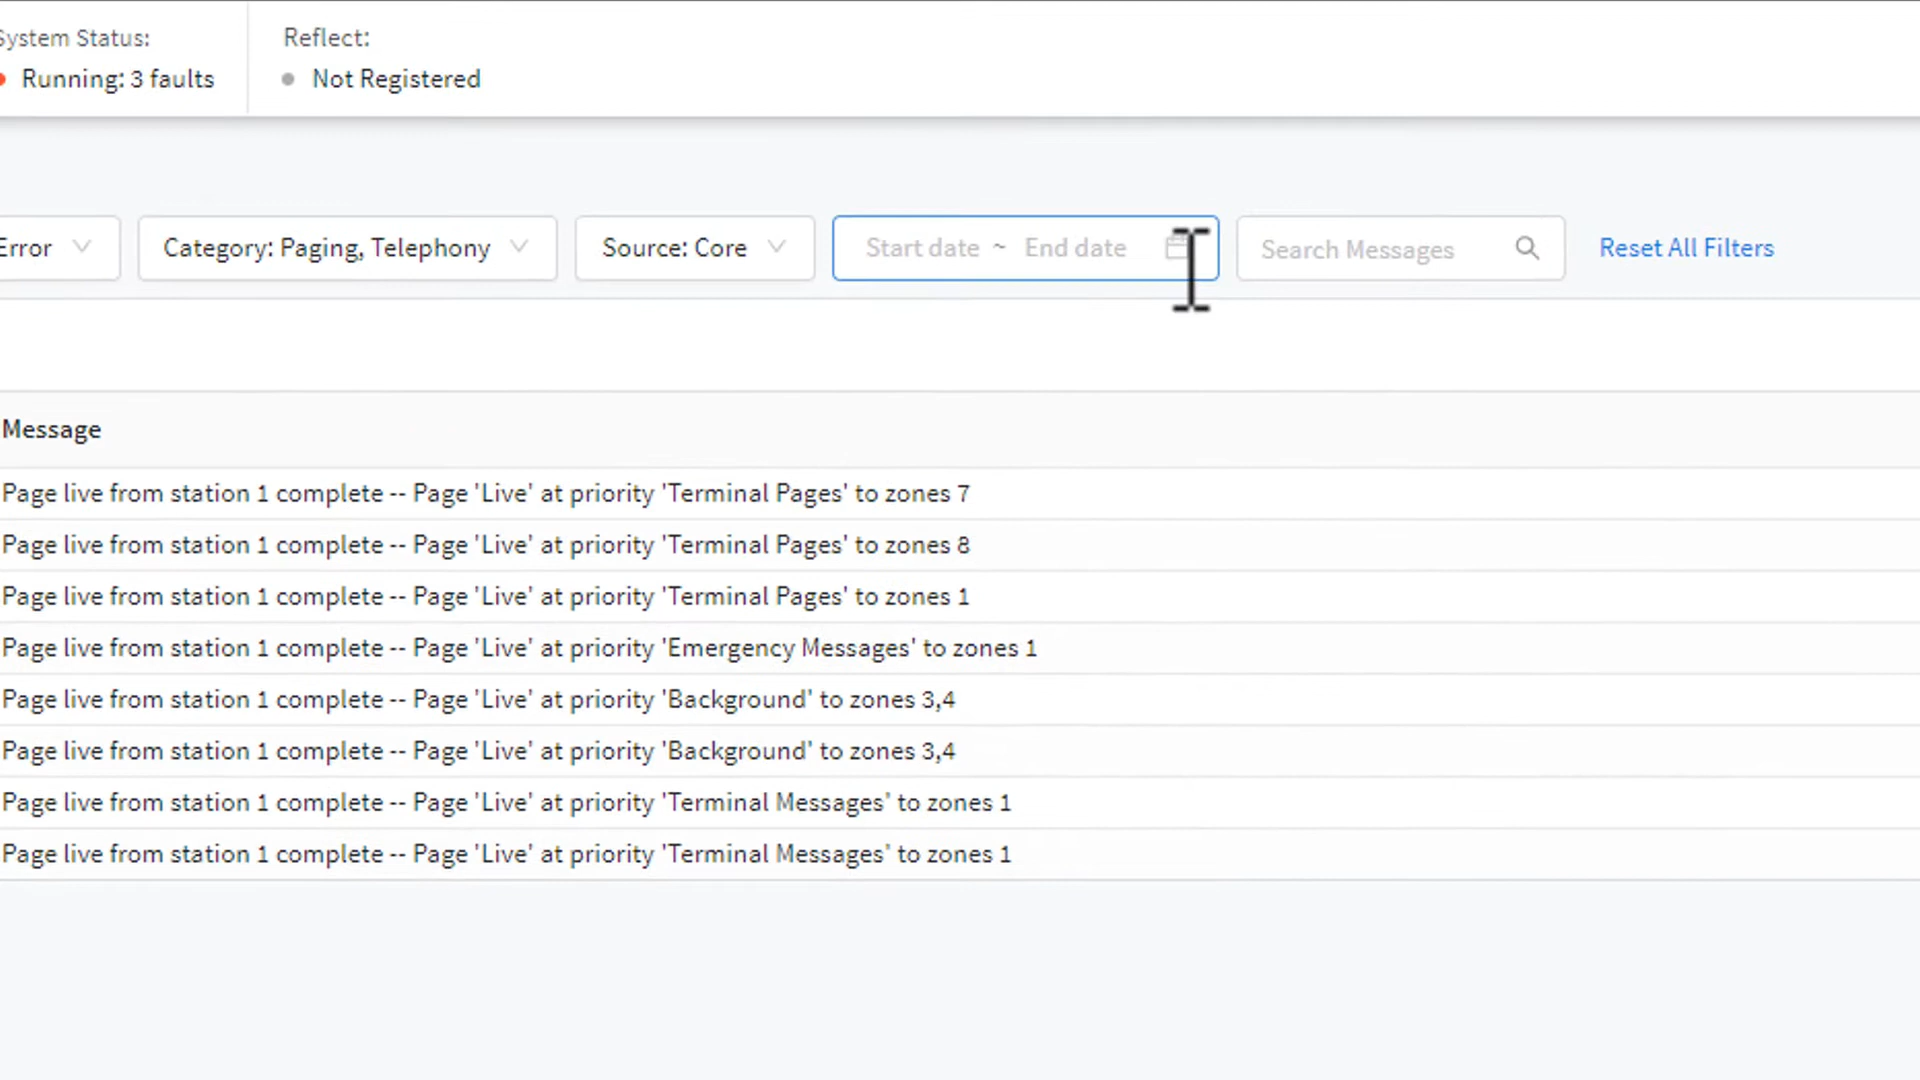 System Status:
Reflect:
Running: 3 faults
Not Registered
Error
Category: Paging, Telephony
Source: Core
Start date ~ End date
Search Messages
Reset All Filters
Message
Page live from station 1 complete -- Page 'Live' at priority 'Terminal Pages' to zones 7
Page live from station 1 complete -- Page 'Live' at priority 'Terminal Pages' to zones 8
Page live from station 1 complete -- Page 'Live' at priority 'Terminal Pages' to zones 1
Page live from station 1 complete -- Page 'Live' at priority 'Emergency Messages' to zones 1
Page live from station 1 complete -- Page 'Live' at priority 'Background' to zones 3,4
Page live from station 1 complete -- Page 'Live' at priority 'Background' to zones 3,4
Page live from station 1 complete -- Page 'Live' at priority 'Terminal Messages' to zones 1
Page live from station 1 complete -- Page 'Live' at priority 'Terminal Messages' to zones 1